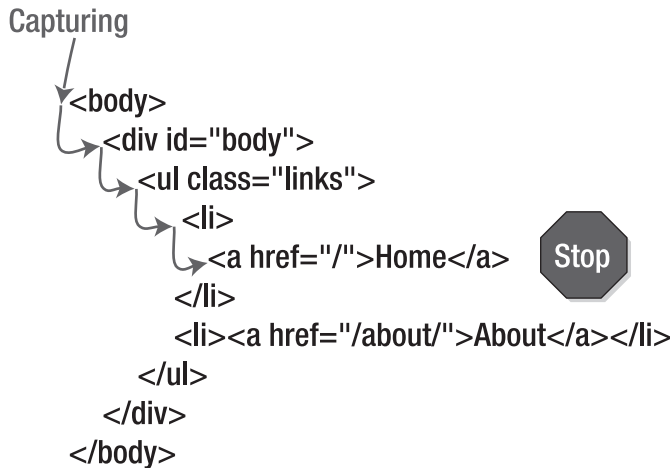 Capturing
<body>
<div id="body">
<ul class="links">
<li>
<a href="/">Home</a>
Stop
</li>
<li><a href="/about/">About</a></li>
</ul>
</div>
</body>